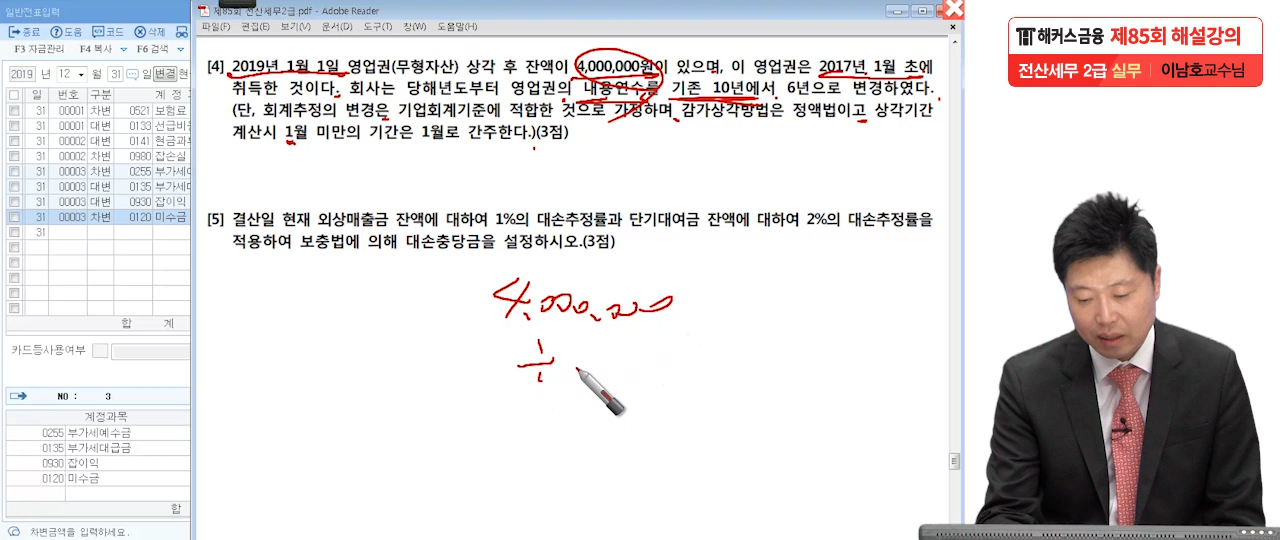 일반전표입력
제85회 전산세무2급.pdf - Adobe Reader
종료 도움 코드 삭제
파일(F) 편집(E) 보기(V) 문서(D) 도구(T) 창(W) 도움말(H)
F3 자금관리 F4 복사 F6 검색
2019 년 12 월 31 일 변경 현금
일 번호 구분 계 정
31 00001 차변 0521 보험료
31 00001 대변 0133 선급비
31 00002 대변 0141 현금과
31 00002 차변 0980 잡손실
31 00003 차변 0255 부가세예
31 00003 대변 0135 부가세대
31 00003 대변 0930 잡이익
31 00003 차변 0120 미수금
31
합 계
카드등사용여부
NO : 3
계정과목
0255 부가세예수금
0135 부가세대급금
0930 잡이익
0120 미수금
합
차변금액을 입력하세요.
[4] 2019년 1월 1일 영업권(무형자산) 상각 후 잔액이 4,000,000원이 있으며, 이 영업권은 2017년 1월 초에
취득한 것이다. 회사는 당해년도부터 영업권의 내용연수를 기존 10년에서 6년으로 변경하였다.
(단, 회계추정의 변경은 기업회계기준에 적합한 것으로 가정하며 감가상각방법은 정액법이고 상각기간
계산시 1월 미만의 기간은 1월로 간주한다.)(3점)
[5] 결산일 현재 외상매출금 잔액에 대하여 1%의 대손추정률과 단기대여금 잔액에 대하여 2%의 대손추정률을
적용하여 보충법에 의해 대손충당금을 설정하시오.(3점)
4,000,000
1
1
해커스금융 제85회 해설강의
전산세무 2급 실무 이남호교수님